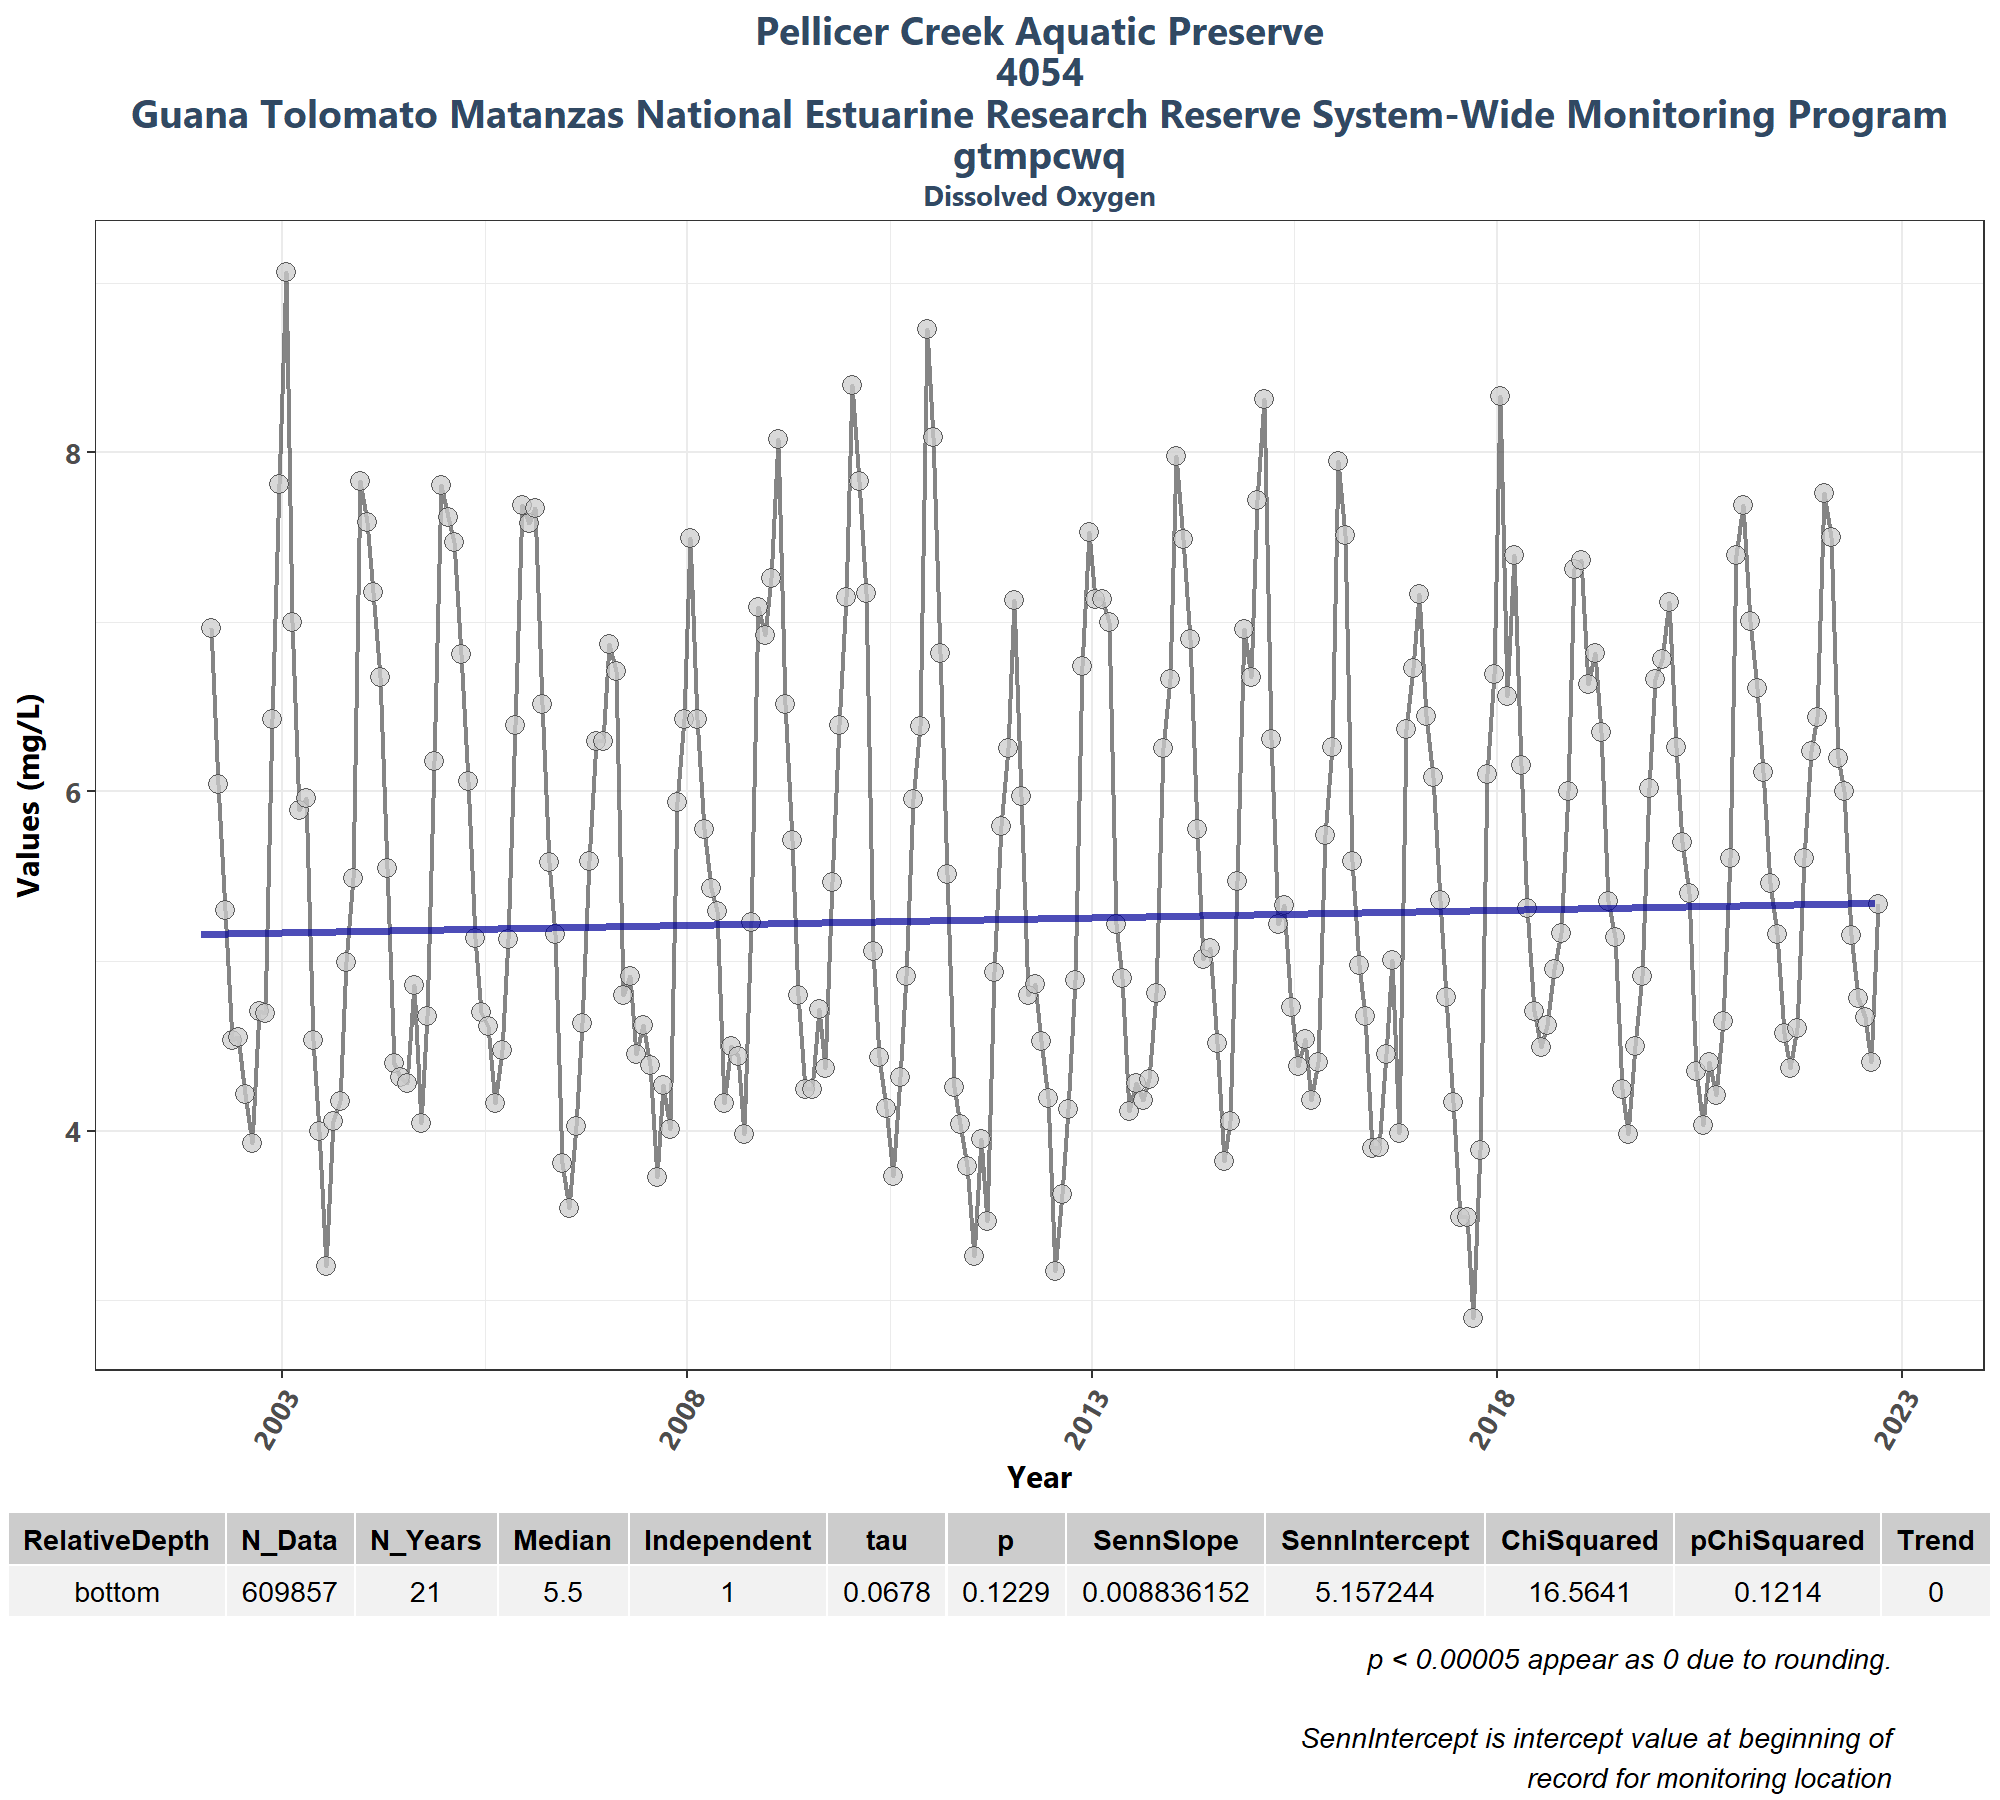 Pellicer Creek Aquatic Preserve
4054
Guana Tolomato Matanzas National Estuarine Research Reserve System-Wide Monitoring Program
gtmpcwq
Dissolved Oxygen
8
6
4
Values (mg/L)
2003 2008 2013 2018 2023
Year
RelativeDepth N_Data N_Years Median Independent tau p SennSlope SennIntercept ChiSquared pChiSquared Trend
bottom 609857 21 5.5 1 0.0678 0.1229 0.008836152 5.157244 16.5641 0.1214 0
p < 0.00005 appear as 0 due to rounding.
SennIntercept is intercept value at beginning of
record for monitoring location